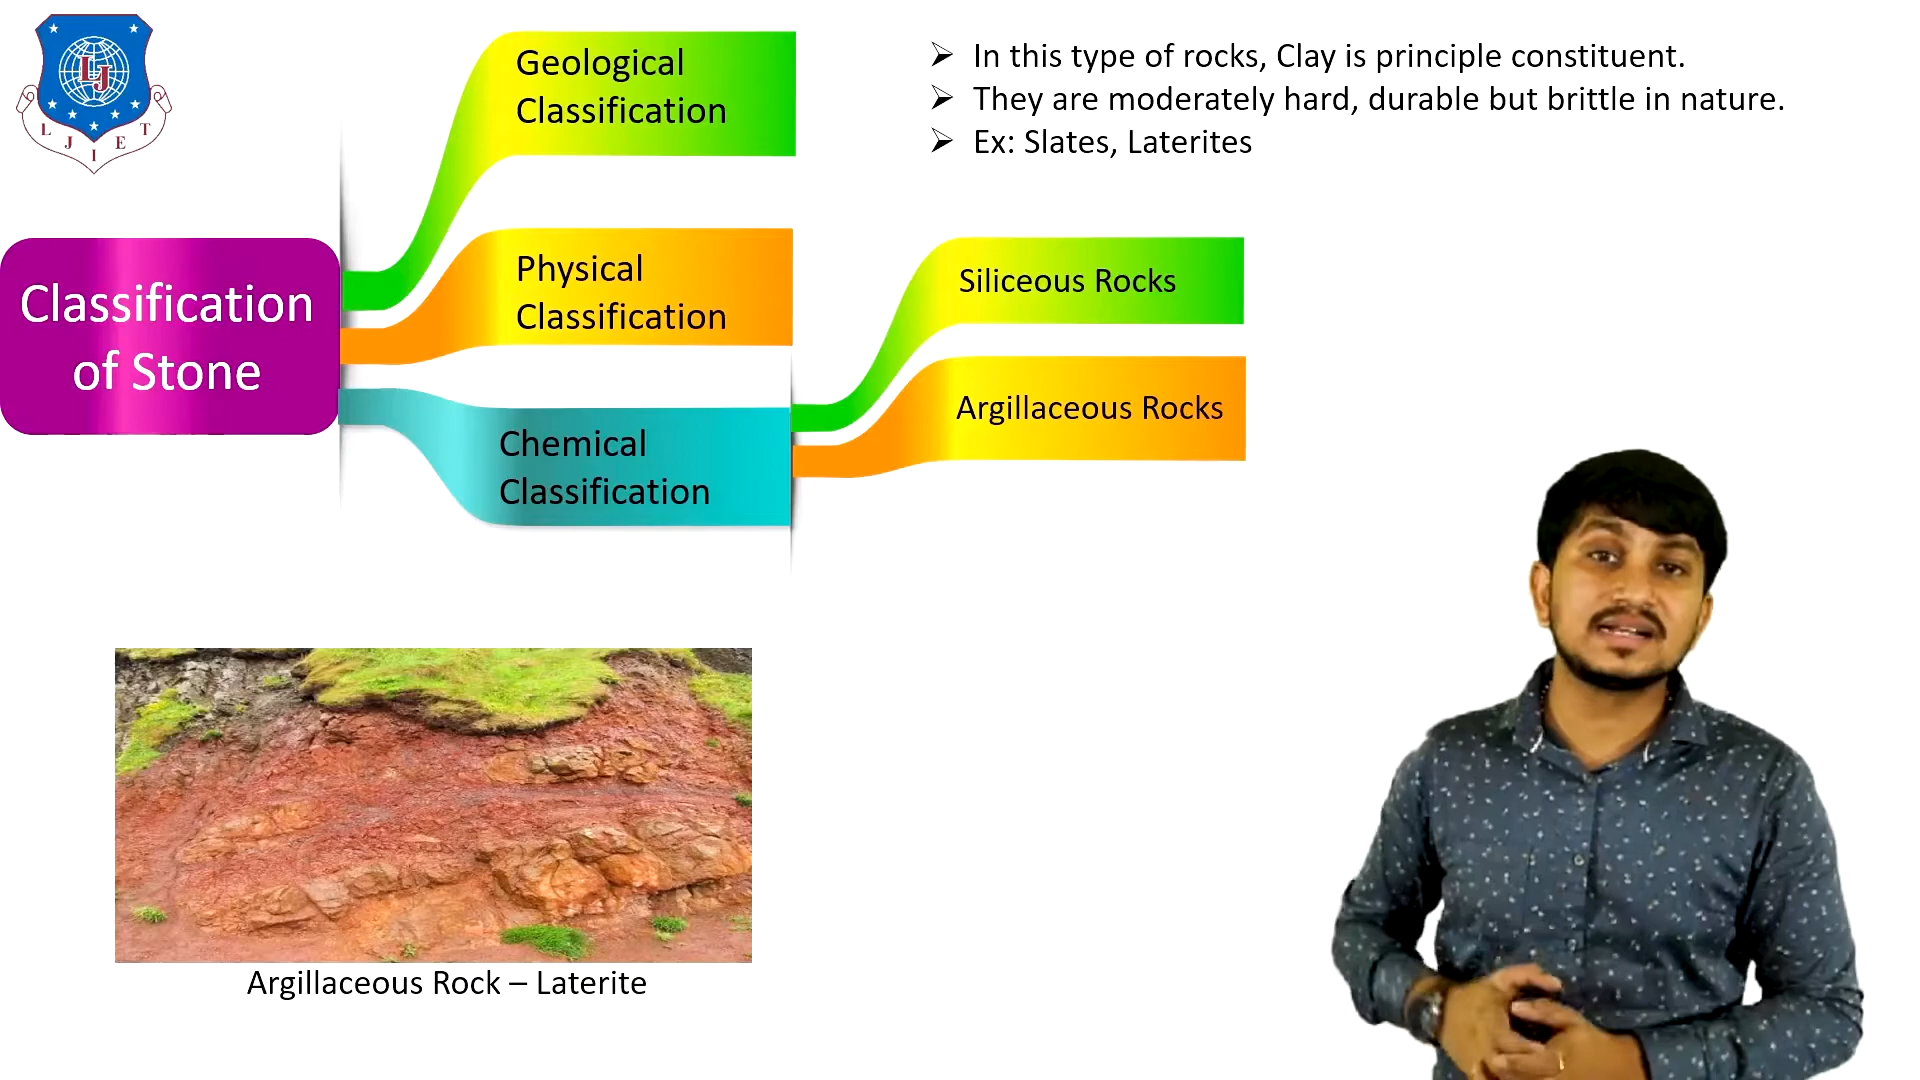 LJ
L J I E T
Geological
Classification
In this type of rocks, Clay is principle constituent.
They are moderately hard, durable but brittle in nature.
Ex: Slates, Laterites
Classification
of Stone
Physical
Classification
Chemical
Classification
Siliceous Rocks
Argillaceous Rocks
Argillaceous Rock – Laterite